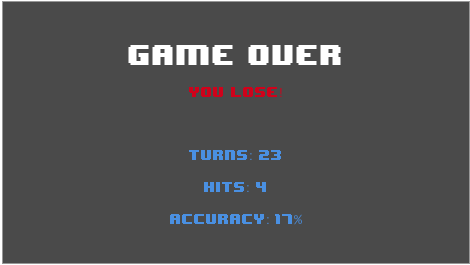 GAME OVER
YOU LOSE!
TURNS: 23
HITS: 4
ACCURACY: 17%